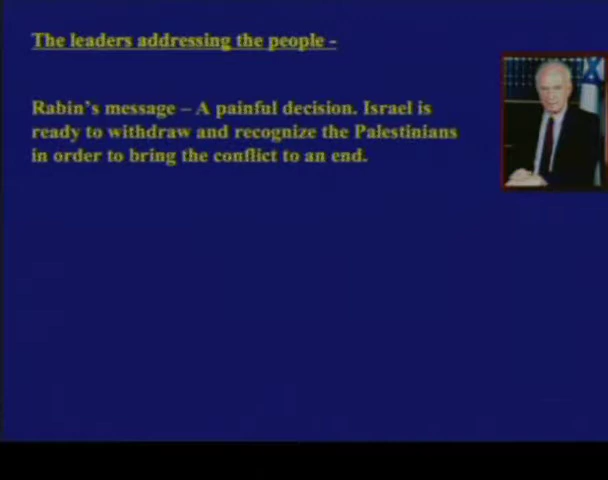 The leaders addressing the people -
Rabin's message – A painful decision. Israel is
ready to withdraw and recognize the Palestinians
in order to bring the conflict to an end.